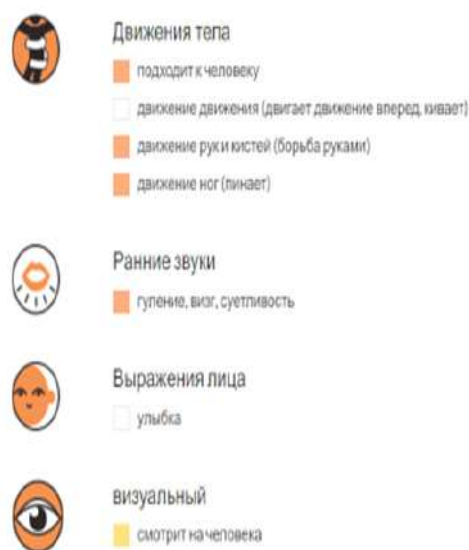 Движения тела
подходит к человеку
движение движения (двигает движение вперед, кивает)
движение рук и кистей (борьба руками)
движение ног (пинает)
Ранние звуки
гуление, визг, суетливость
Выражения лица
улыбка
визуальный
смотрит на человека